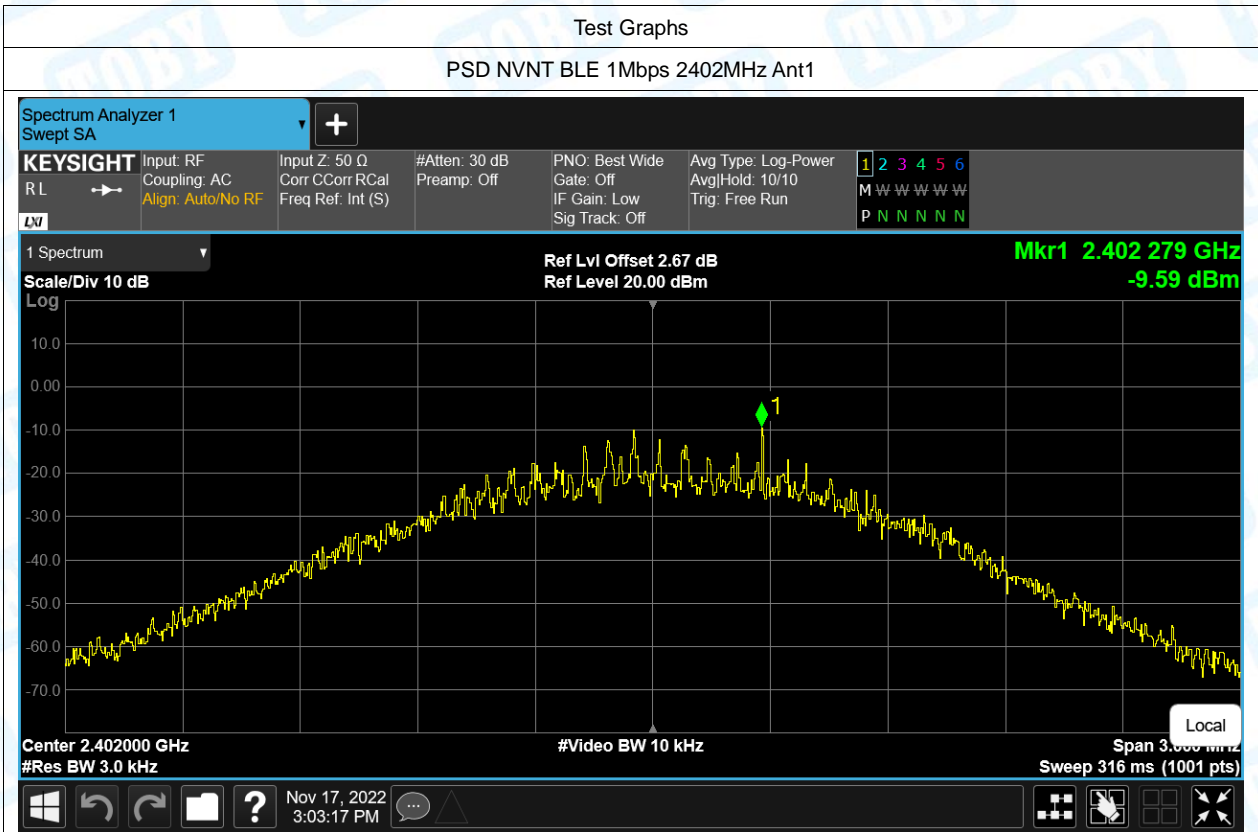 Test Graphs
PSD NVNT BLE 1Mbps 2402MHz Ant1
Spectrum Analyzer 1
Swept SA
KEYSIGHT
R L
LXI
Input: RF
Coupling: AC
Align: Auto/No RF
Input Z: 50 Ω
Corr CCorr RCal
Freq Ref: Int (S)
#Atten: 30 dB
Preamp: Off
PNO: Best Wide
Gate: Off
IF Gain: Low
Sig Track: Off
Avg Type: Log-Power
Avg|Hold: 10/10
Trig: Free Run
1 2 3 4 5 6
M W W W W W
P N N N N N
1 Spectrum
Scale/Div 10 dB
Ref Lvl Offset 2.67 dB
Ref Level 20.00 dBm
Mkr1 2.402 279 GHz
-9.59 dBm
Log
10.0
0.00
-10.0
-20.0
-30.0
-40.0
-50.0
-60.0
-70.0
1
Local
Center 2.402000 GHz
#Res BW 3.0 kHz
#Video BW 10 kHz
Span
Sweep 316 ms (1001 pts)
?
Nov 17, 2022
3:03:17 PM
TOBY